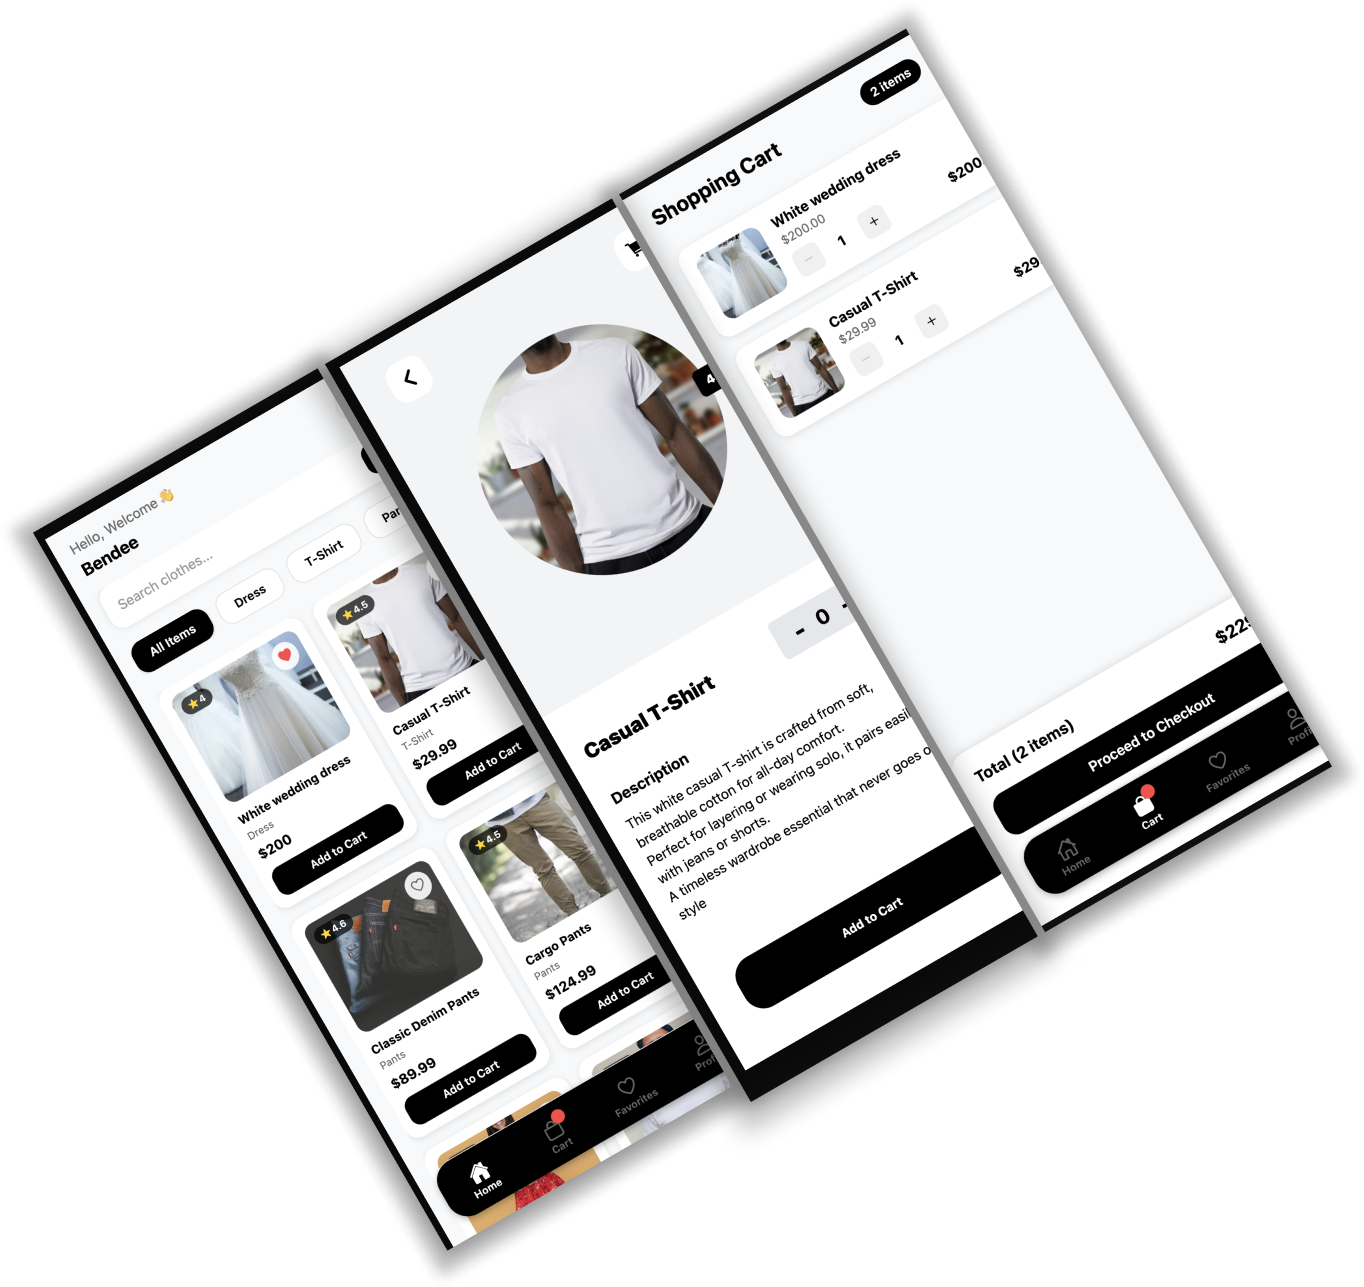 Hello, Welcome 👋
Bendee
Search clothes...
All Items
Dress
T-Shirt
★4
White wedding dress
Dress
$200
Add to Cart
★4.5
Casual T-Shirt
T-Shirt
$29.99
Add to Cart
★4.6
Classic Denim Pants
Pants
$89.99
Add to Cart
★4.5
Cargo Pants
Pants
$124.99
Add to Cart
Home
Cart
Favorites
4
- 0
Casual T-Shirt
Description
This white casual T-shirt is crafted from soft,
breathable cotton for all-day comfort.
Perfect for layering or wearing solo, it pairs easil
with jeans or shorts.
A timeless wardrobe essential that never goes o
style
Add to Cart
2 items
Shopping Cart
White wedding dress
$200.00
− 1 +
$200.
Casual T-Shirt
$29.99
− 1 +
$29
Total (2 items)
$229
Proceed to Checkout
Home
Cart
Favorites